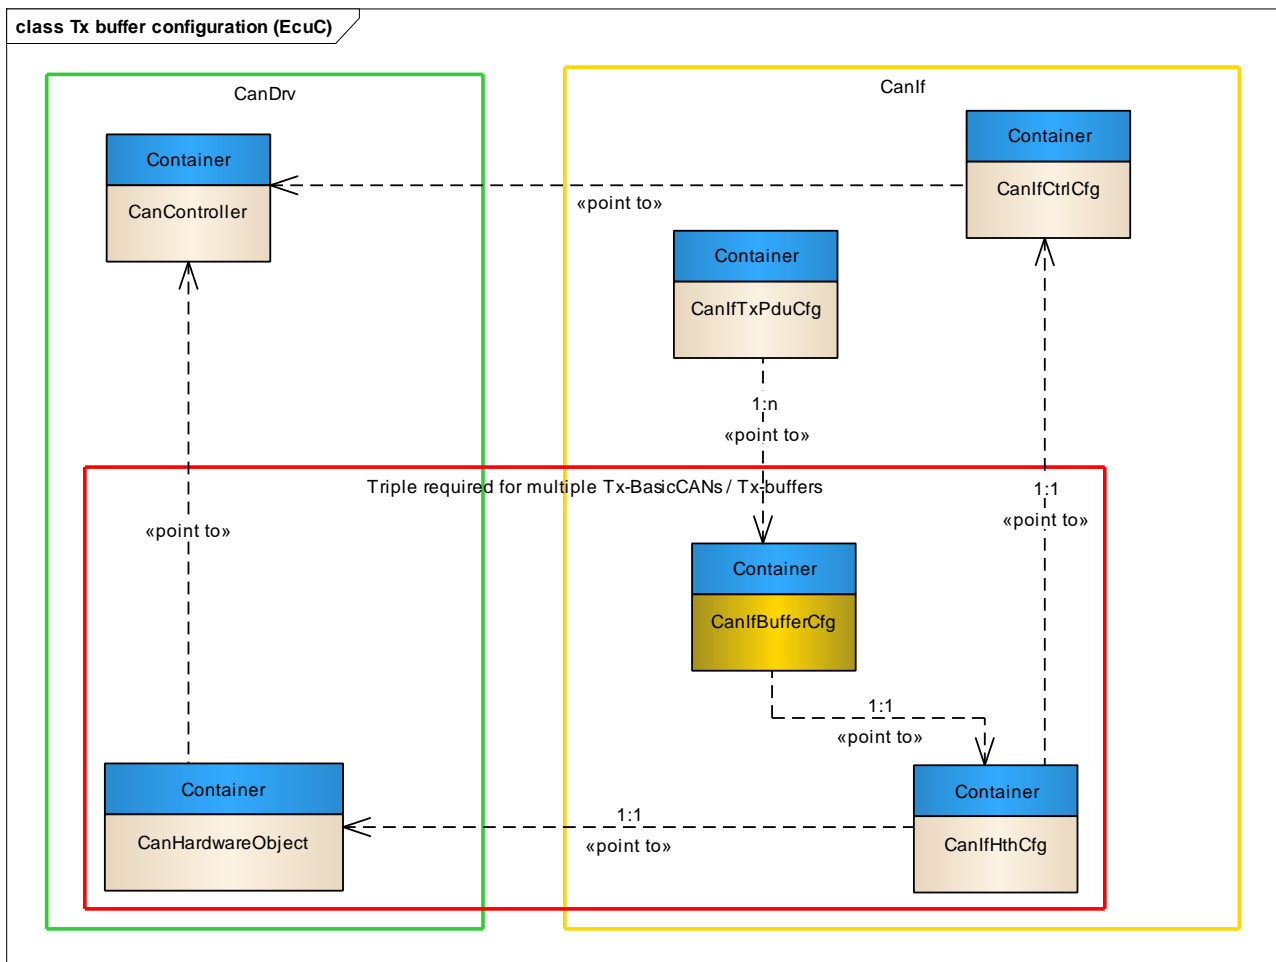 class Tx buffer configuration (EcuC)
CanDrv
CanIf
Container
CanController
Container
CanIfCtrlCfg
«point to»
Container
CanIfTxPduCfg
1:n
«point to»
Triple required for multiple Tx-BasicCANs / Tx-buffers
1:1
«point to»
«point to»
Container
CanIfBufferCfg
1:1
«point to»
Container
CanHardwareObject
Container
CanIfHthCfg
1:1
«point to»